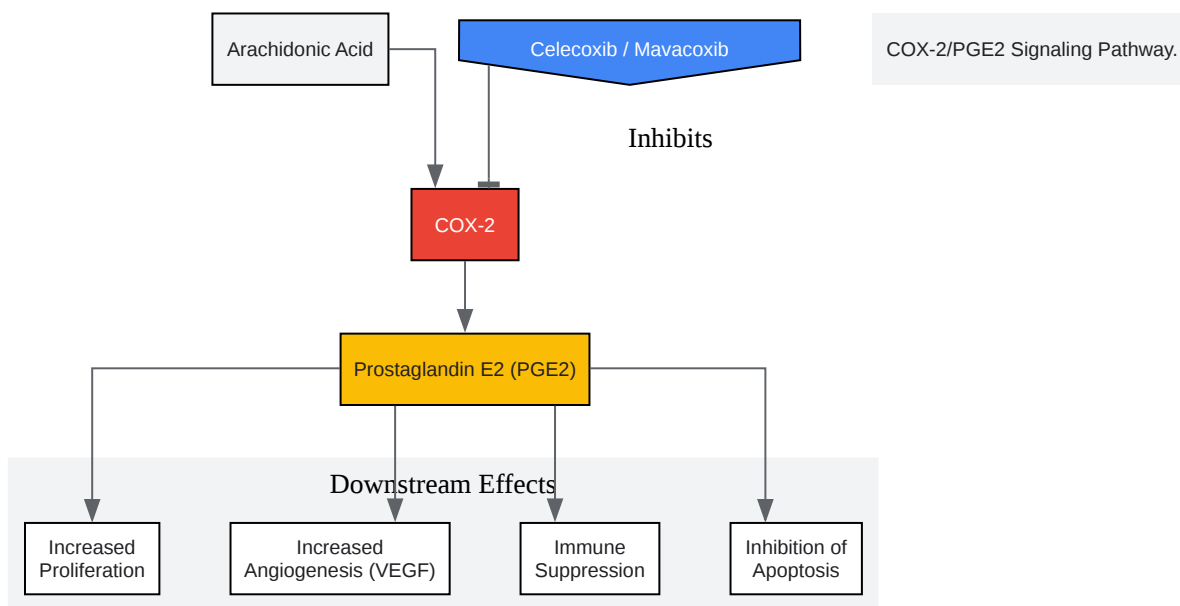 Arachidonic Acid
Celecoxib / Mavacoxib
COX-2/PGE2 Signaling Pathway.
Inhibits
COX-2
Prostaglandin E2 (PGE2)
Downstream Effects
Increased
Proliferation
Increased
Angiogenesis (VEGF)
Immune
Suppression
Inhibition of
Apoptosis